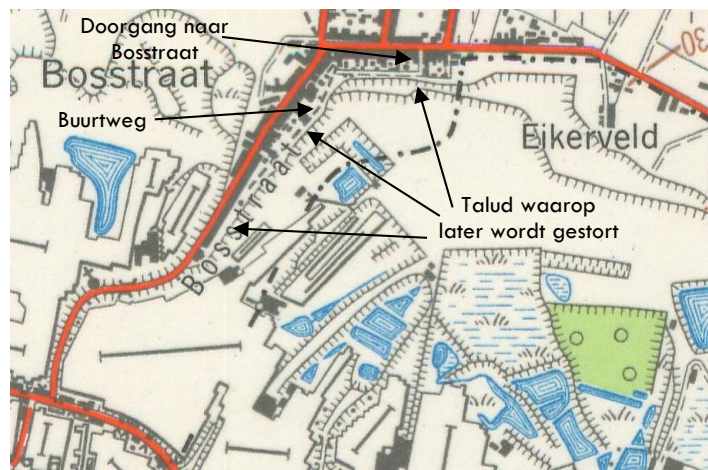 Doorgang naar
Bosstraat
Bosstraat
Buurtweg
30
Eikerveld
Bosstraat
Talud waarop
later wordt gestort